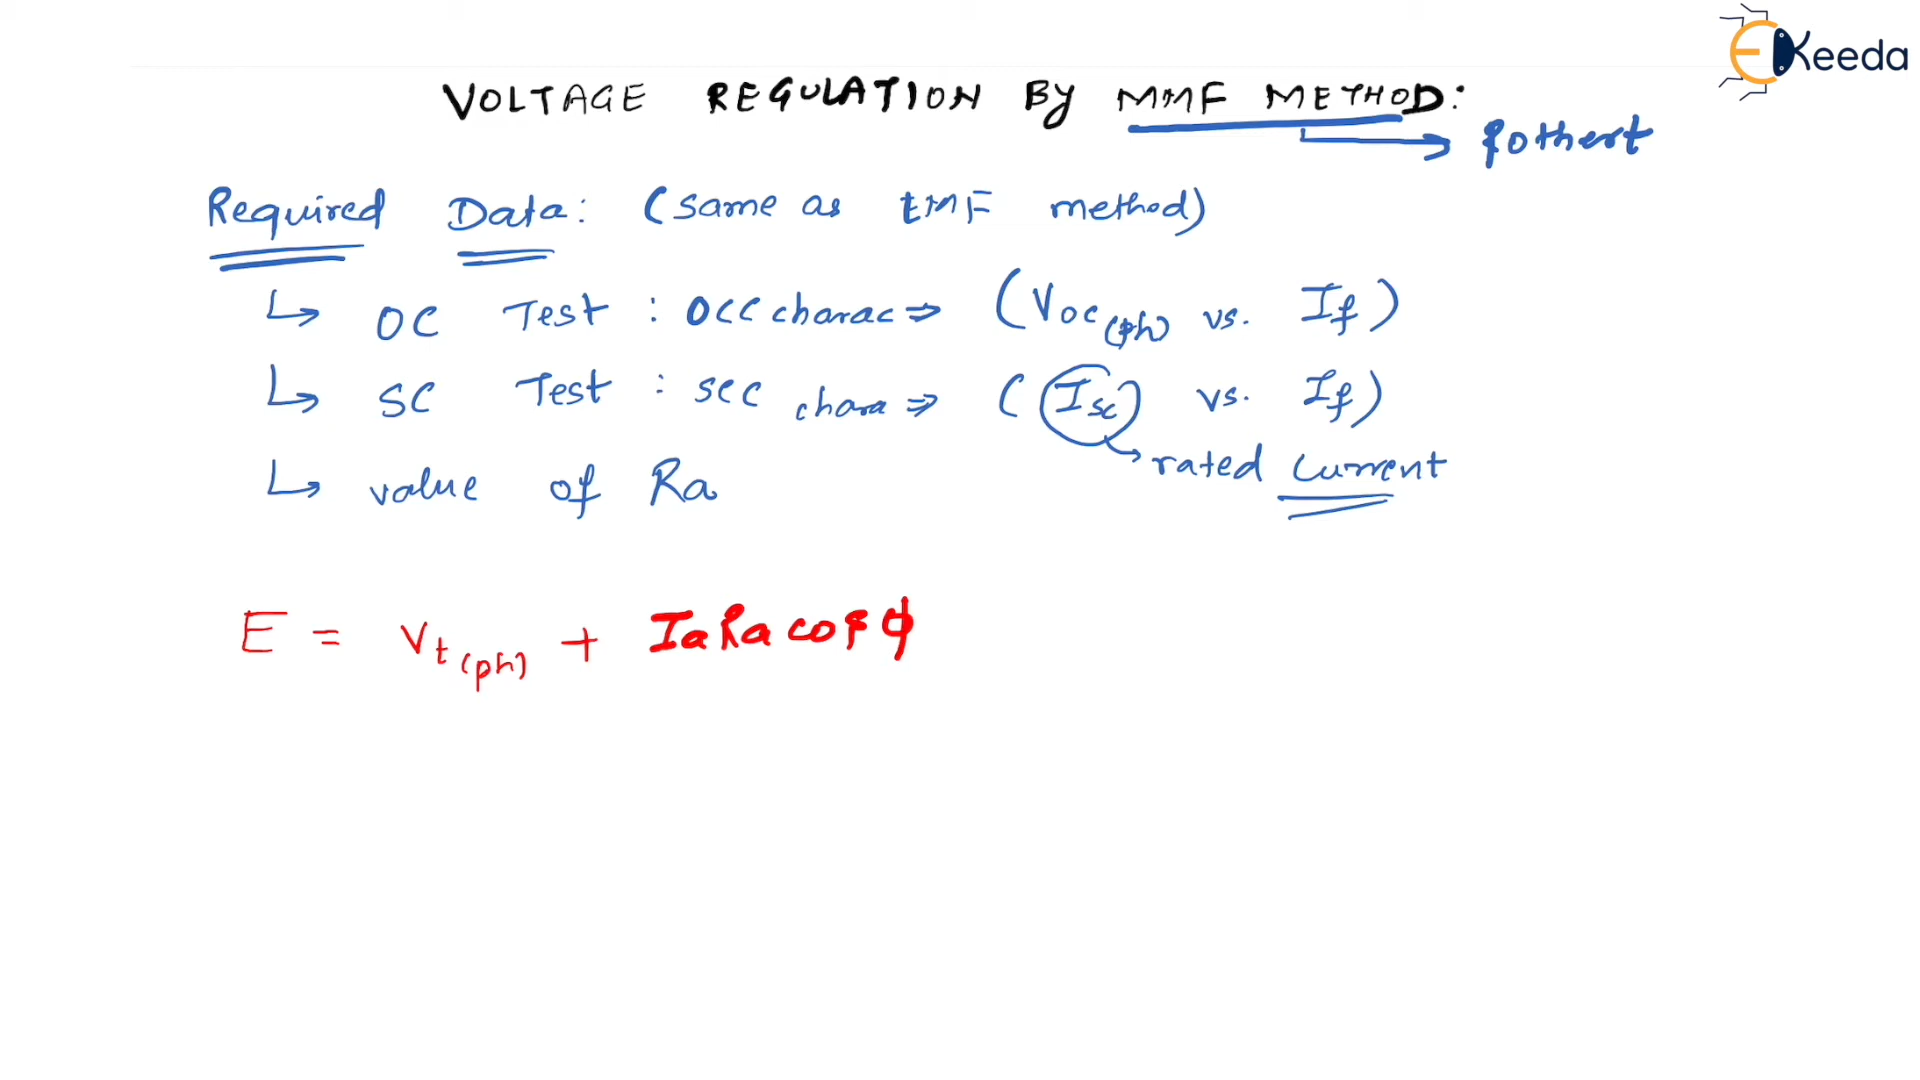 EKeeda
VOLTAGE REGULATION BY MMF METHOD:
Rothert
Required Data: (same as EMF method)
↳ OC Test : OCC charac ⇒ (Voc(ph) vs. If)
↳ SC Test : SCC chara ⇒ (Isc vs. If)
→ rated current
↳ value of Ra
E = Vt(ph) + IaRa cosφ